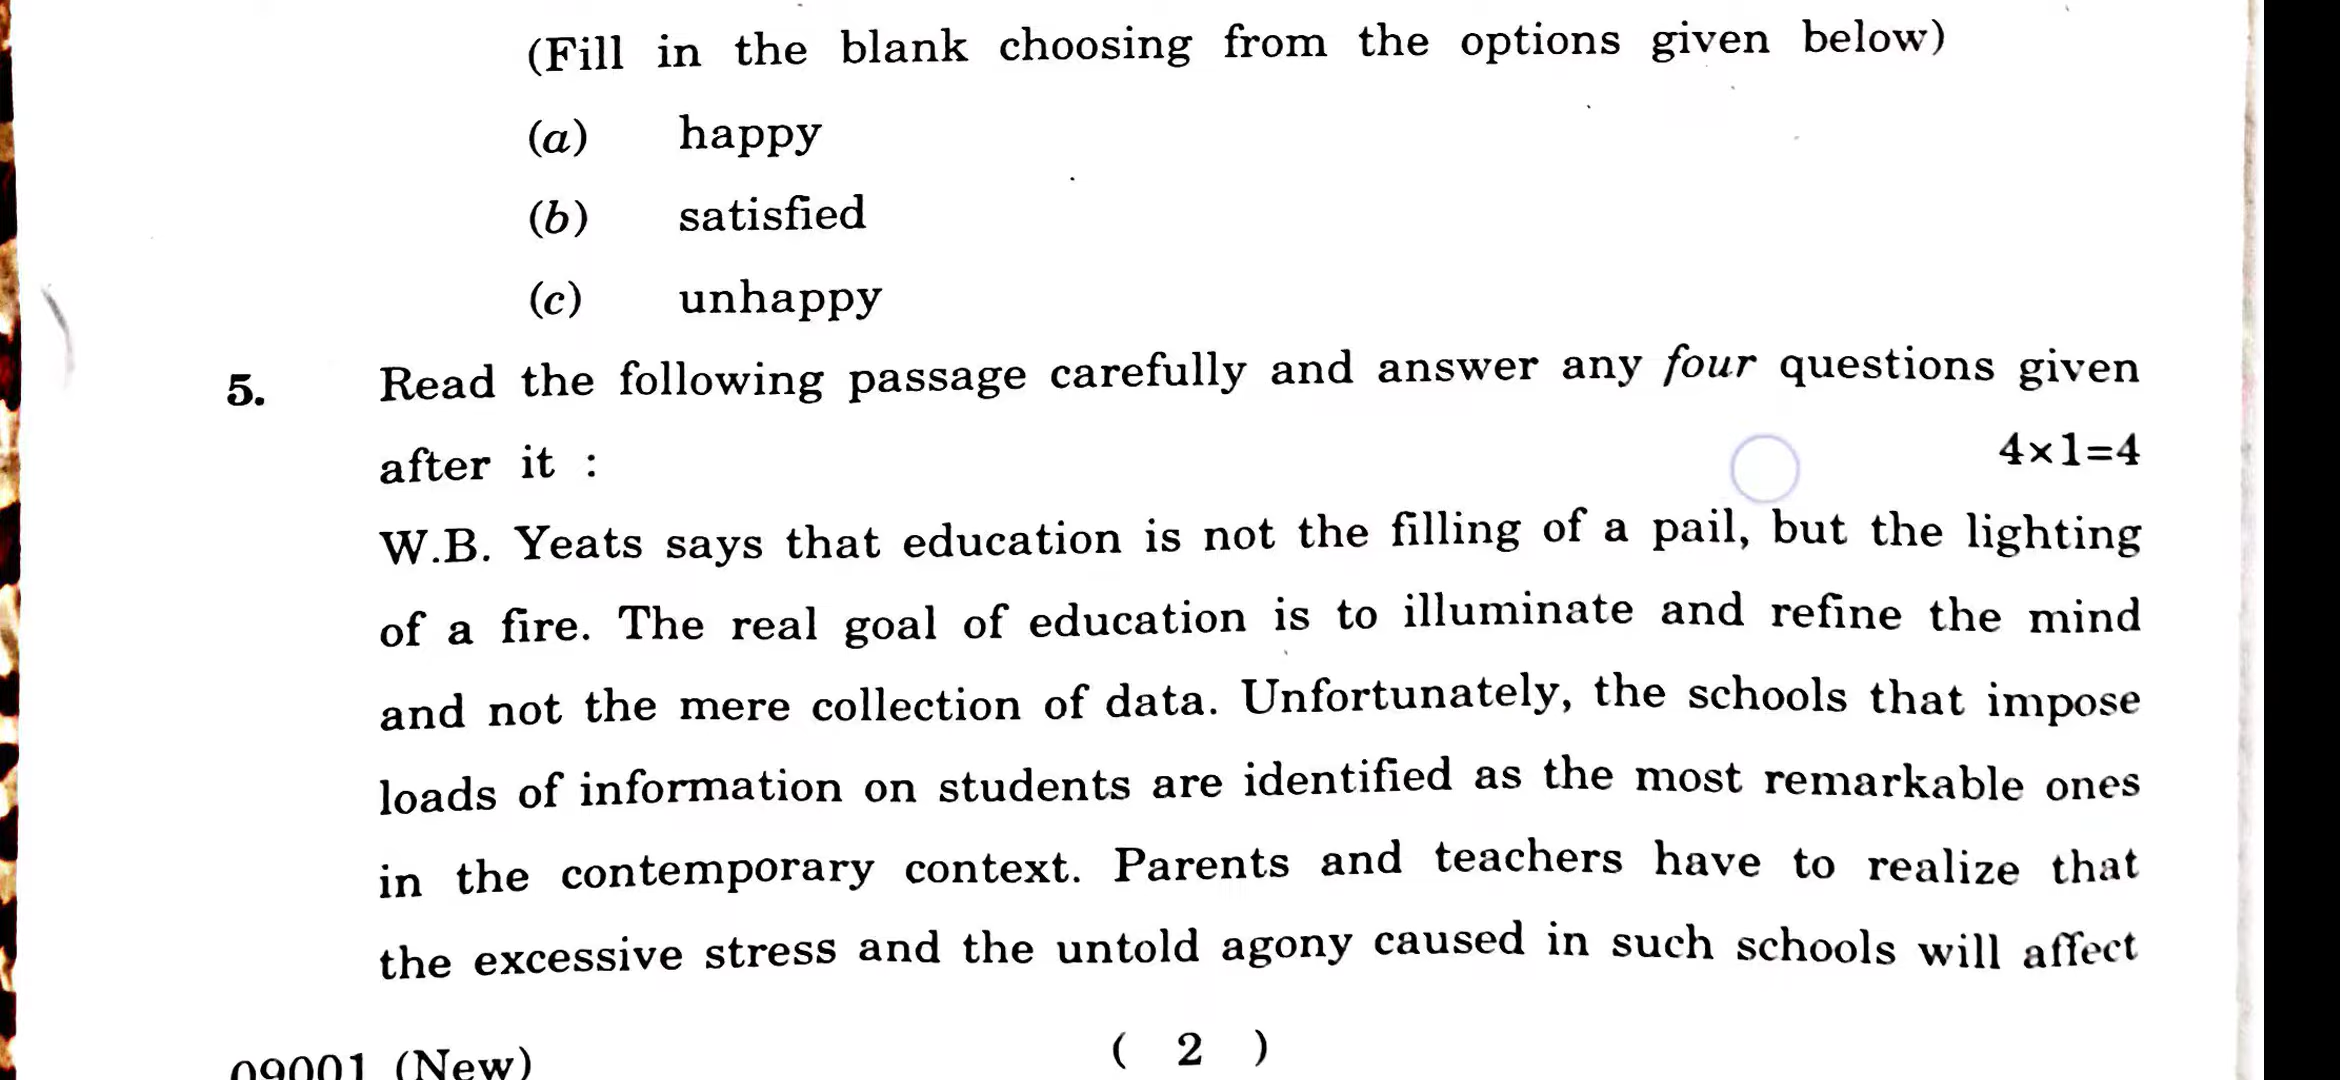 (Fill in the blank choosing from the options given below)
(a) happy
(b) satisfied
(c) unhappy
5. Read the following passage carefully and answer any four questions given
after it : 4×1=4
W.B. Yeats says that education is not the filling of a pail, but the lighting
of a fire. The real goal of education is to illuminate and refine the mind
and not the mere collection of data. Unfortunately, the schools that impose
loads of information on students are identified as the most remarkable ones
in the contemporary context. Parents and teachers have to realize that
the excessive stress and the untold agony caused in such schools will affect
09001 (New) ( 2 )